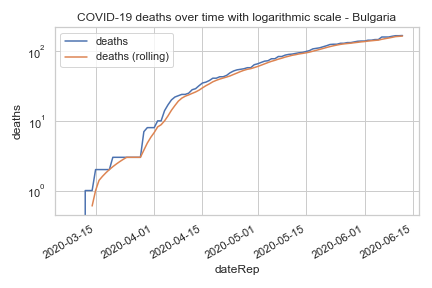 COVID-19 deaths over time with logarithmic scale - Bulgaria
deaths
deaths (rolling)
10²
10¹
10⁰
deaths
2020-03-15
2020-04-01
2020-04-15
2020-05-01
2020-05-15
2020-06-01
2020-06-15
dateRep